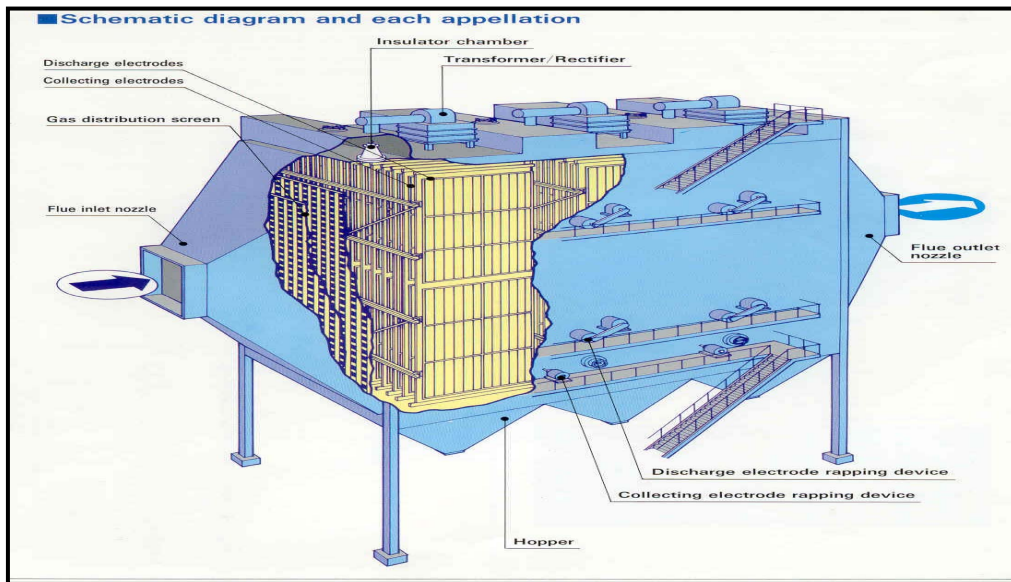 Schematic diagram and each appellation
Insulator chamber
Discharge electrodes
Transformer/Rectifier
Collecting electrodes
Gas distribution screen
Flue inlet nozzle
Flue outlet
nozzle
Discharge electrode rapping device
Collecting electrode rapping device
Hopper